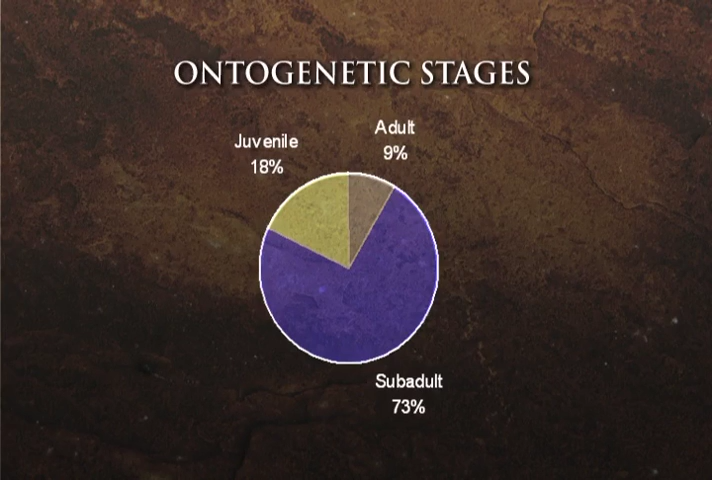 ONTOGENETIC STAGES
Adult
9%
Juvenile
18%
Subadult
73%